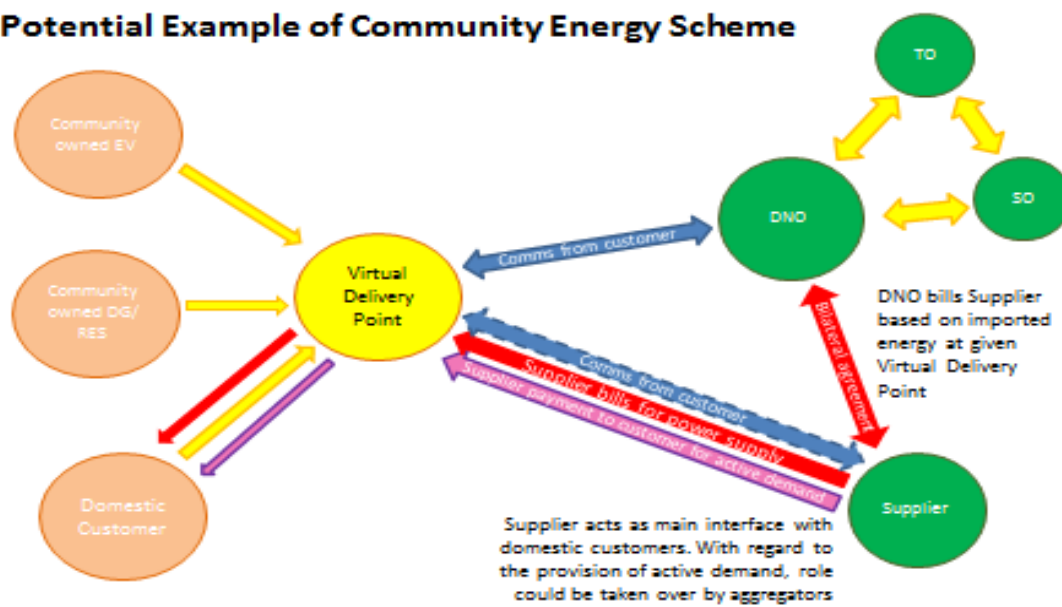 Potential Example of Community Energy Scheme
TO
Community
owned EV
SO
DNO
Comms from customer
Virtual
Delivery
Point
Community
owned DG/
RES
DNO bills Supplier
based on imported
energy at given
Virtual Delivery
Point
Bilateral agreement
Comms from customer
Supplier bills for power supply
Supplier payment to customer for active demand
Domestic
Customer
Supplier
Supplier acts as main interface with
domestic customers. With regard to
the provision of active demand, role
could be taken over by aggregators